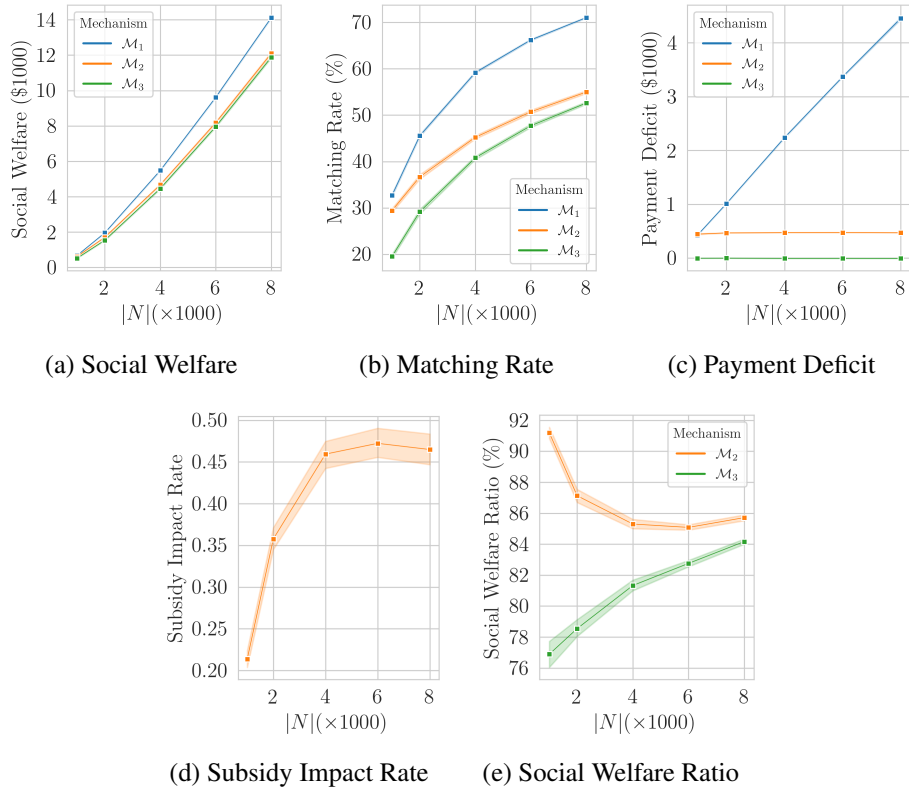 Social Welfare ($1000)
14
12
10
8
6
4
2
0
Mechanism
M₁
M₂
M₃
2 4 6 8
|N|(×1000)
(a) Social Welfare
Matching Rate (%)
70
60
50
40
30
20
Mechanism
M₁
M₂
M₃
2 4 6 8
|N|(×1000)
(b) Matching Rate
Payment Deficit ($1000)
4
3
2
1
0
Mechanism
M₁
M₂
M₃
2 4 6 8
|N|(×1000)
(c) Payment Deficit
Subsidy Impact Rate
0.50
0.45
0.40
0.35
0.30
0.25
0.20
2 4 6 8
|N|(×1000)
(d) Subsidy Impact Rate
Social Welfare Ratio (%)
92
90
88
86
84
82
80
78
76
Mechanism
M₂
M₃
2 4 6 8
|N|(×1000)
(e) Social Welfare Ratio